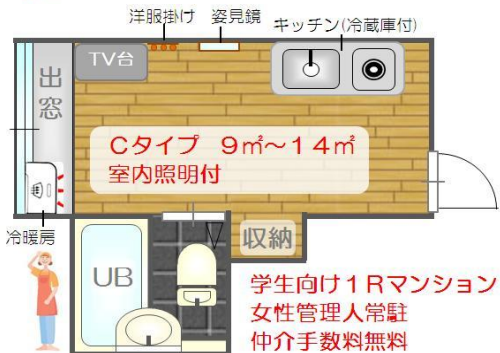 洋服掛け 姿見鏡 キッチン(冷蔵庫付)
TV台
出窓
Cタイプ 9㎡～14㎡
室内照明付
冷暖房
収納
UB
学生向け1Rマンション
女性管理人常駐
仲介手数料無料